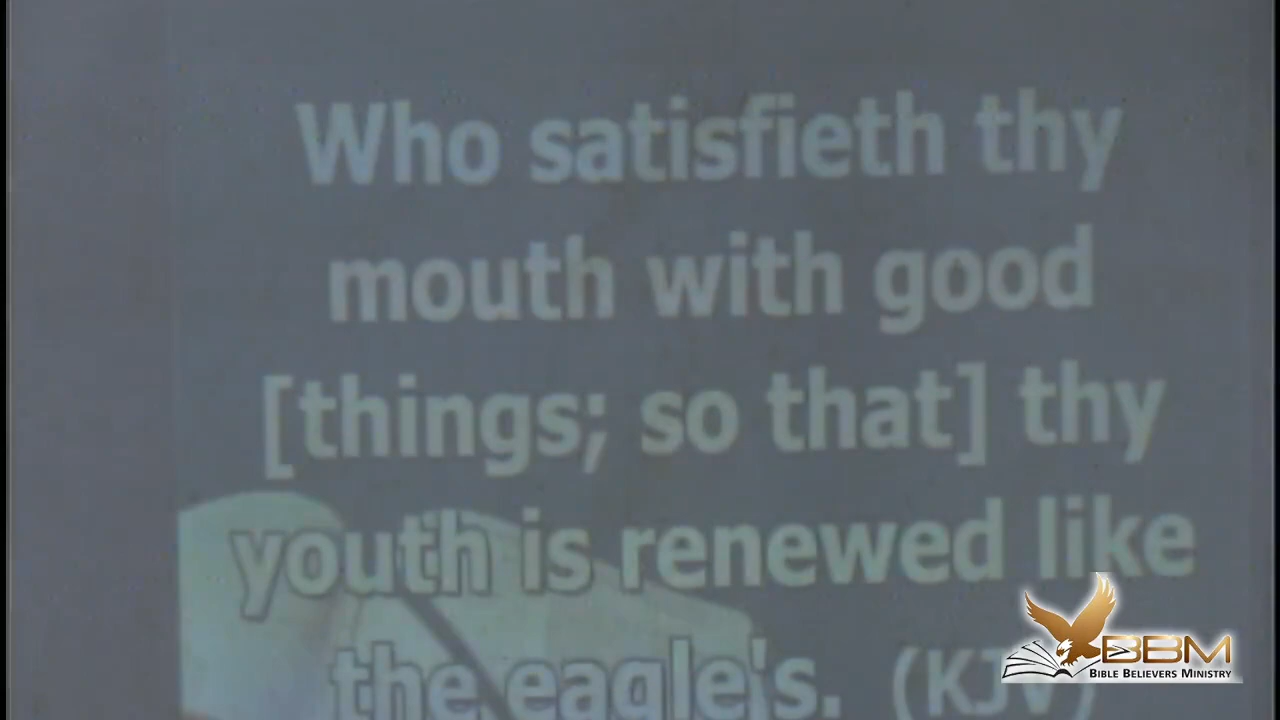 Who satisfieth thy
mouth with good
[things; so that] thy
youth is renewed like
the eagle's. (KJV)
BBM
BIBLE BELIEVERS MINISTRY